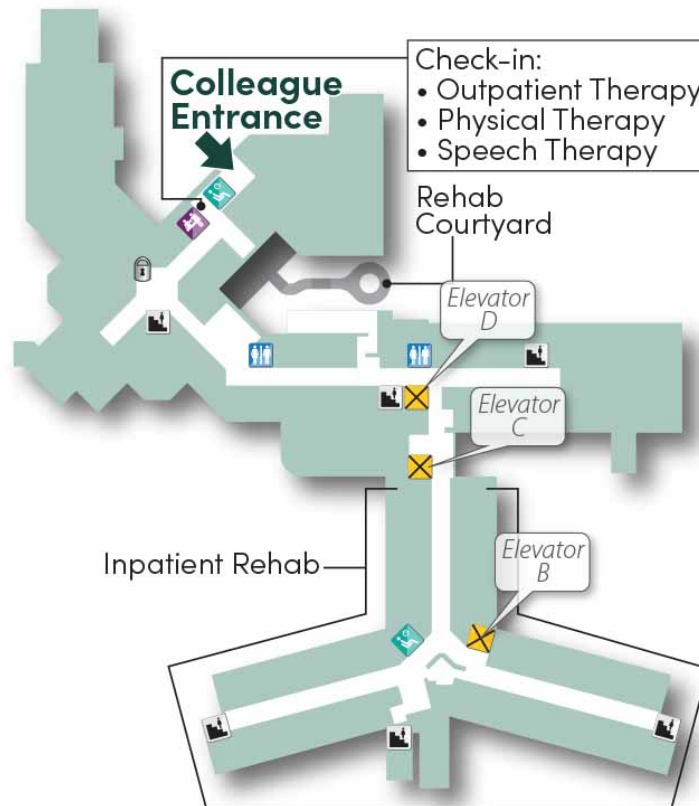 Check-in:
• Outpatient Therapy
• Physical Therapy
• Speech Therapy
Colleague
Entrance
Rehab
Courtyard
Elevator
D
Elevator
C
Inpatient Rehab
Elevator
B